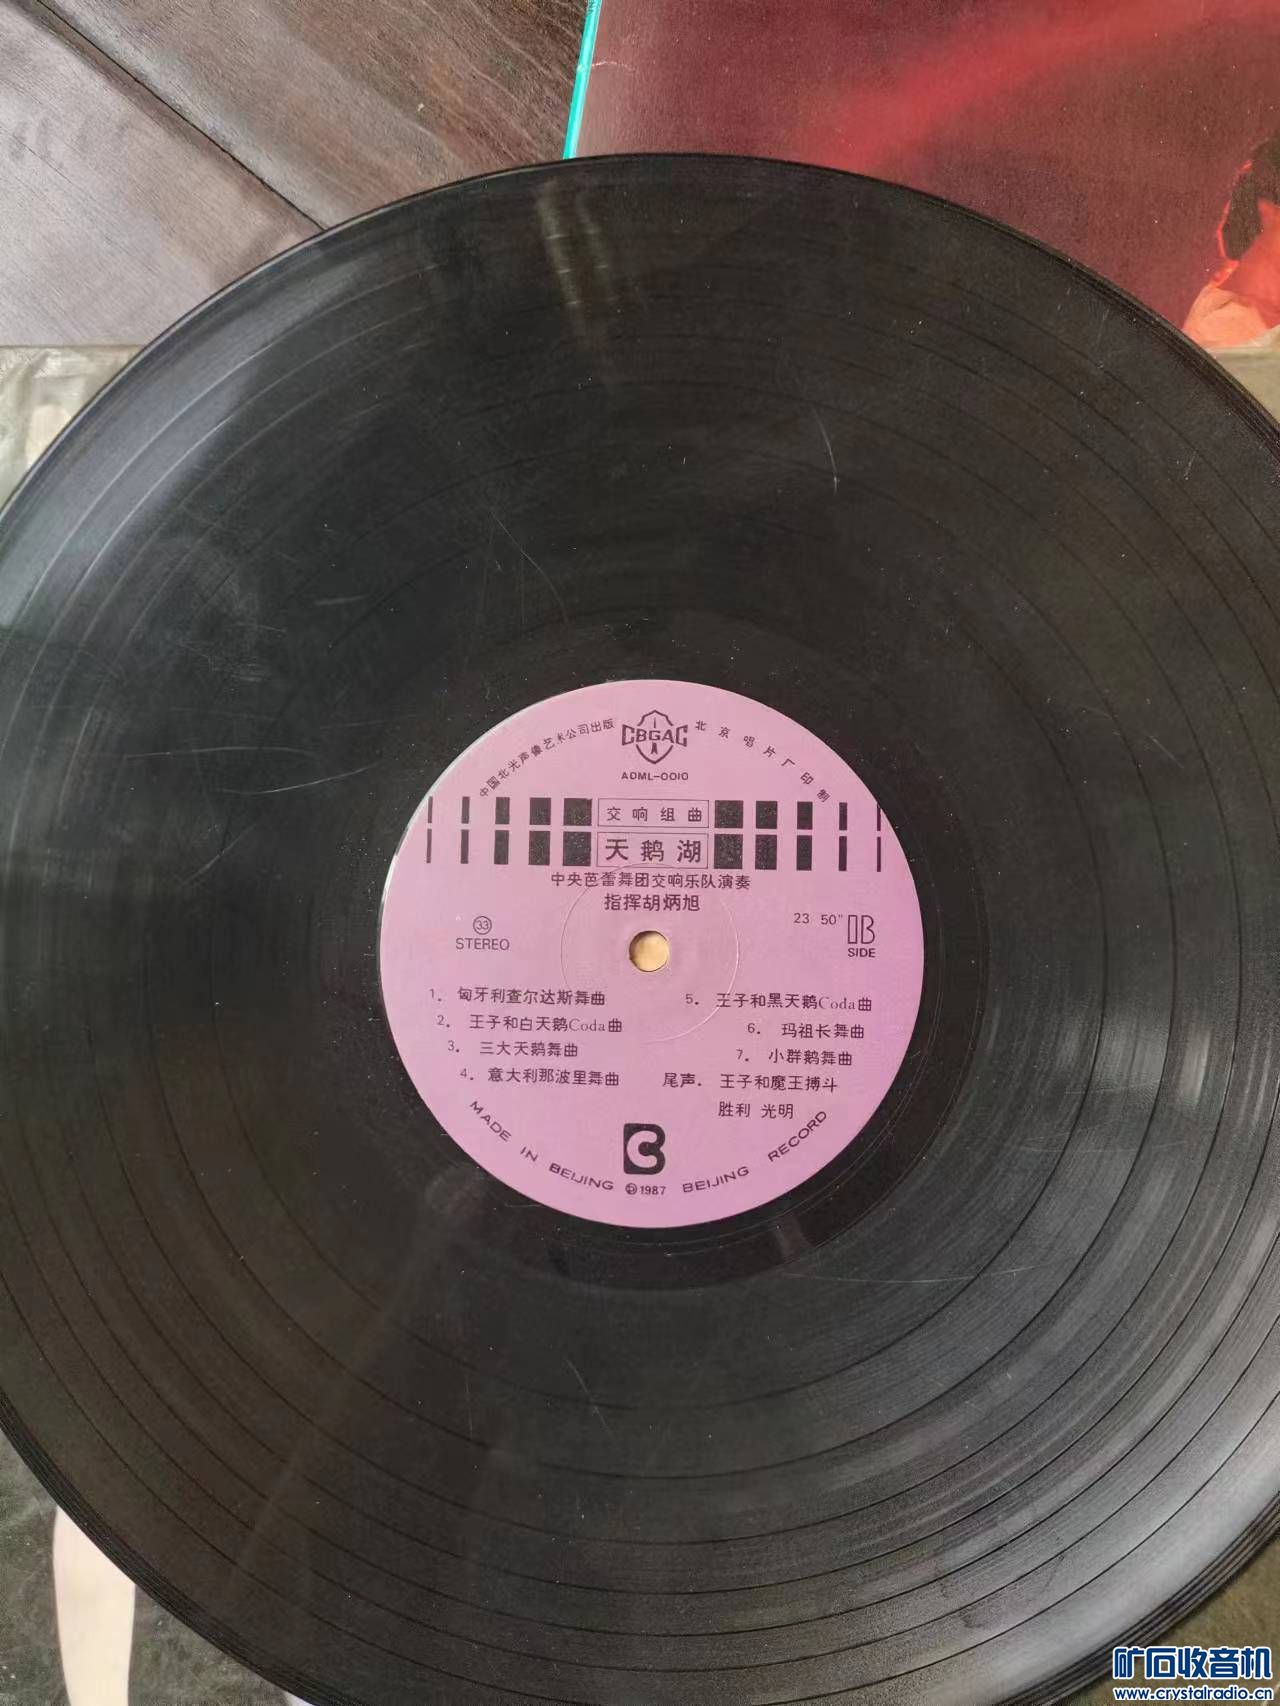 中国北光声像艺术公司出版
CBGAC
北京唱片厂印制
ADML-0010
交响组曲
天鹅湖
中央芭蕾舞团交响乐队演奏
指挥胡炳旭
33
STEREO
23 50"
B
SIDE
1. 匈牙利查尔达斯舞曲
2. 王子和白天鹅Coda曲
3. 三大天鹅舞曲
4. 意大利那波里舞曲
5. 王子和黑天鹅Coda曲
6. 玛祖长舞曲
7. 小群鹅舞曲
尾声. 王子和魔王搏斗
胜利 光明
MADE IN BEIJING ℗1987 BEIJING RECORD
矿石收音机
www.crystalradio.cn